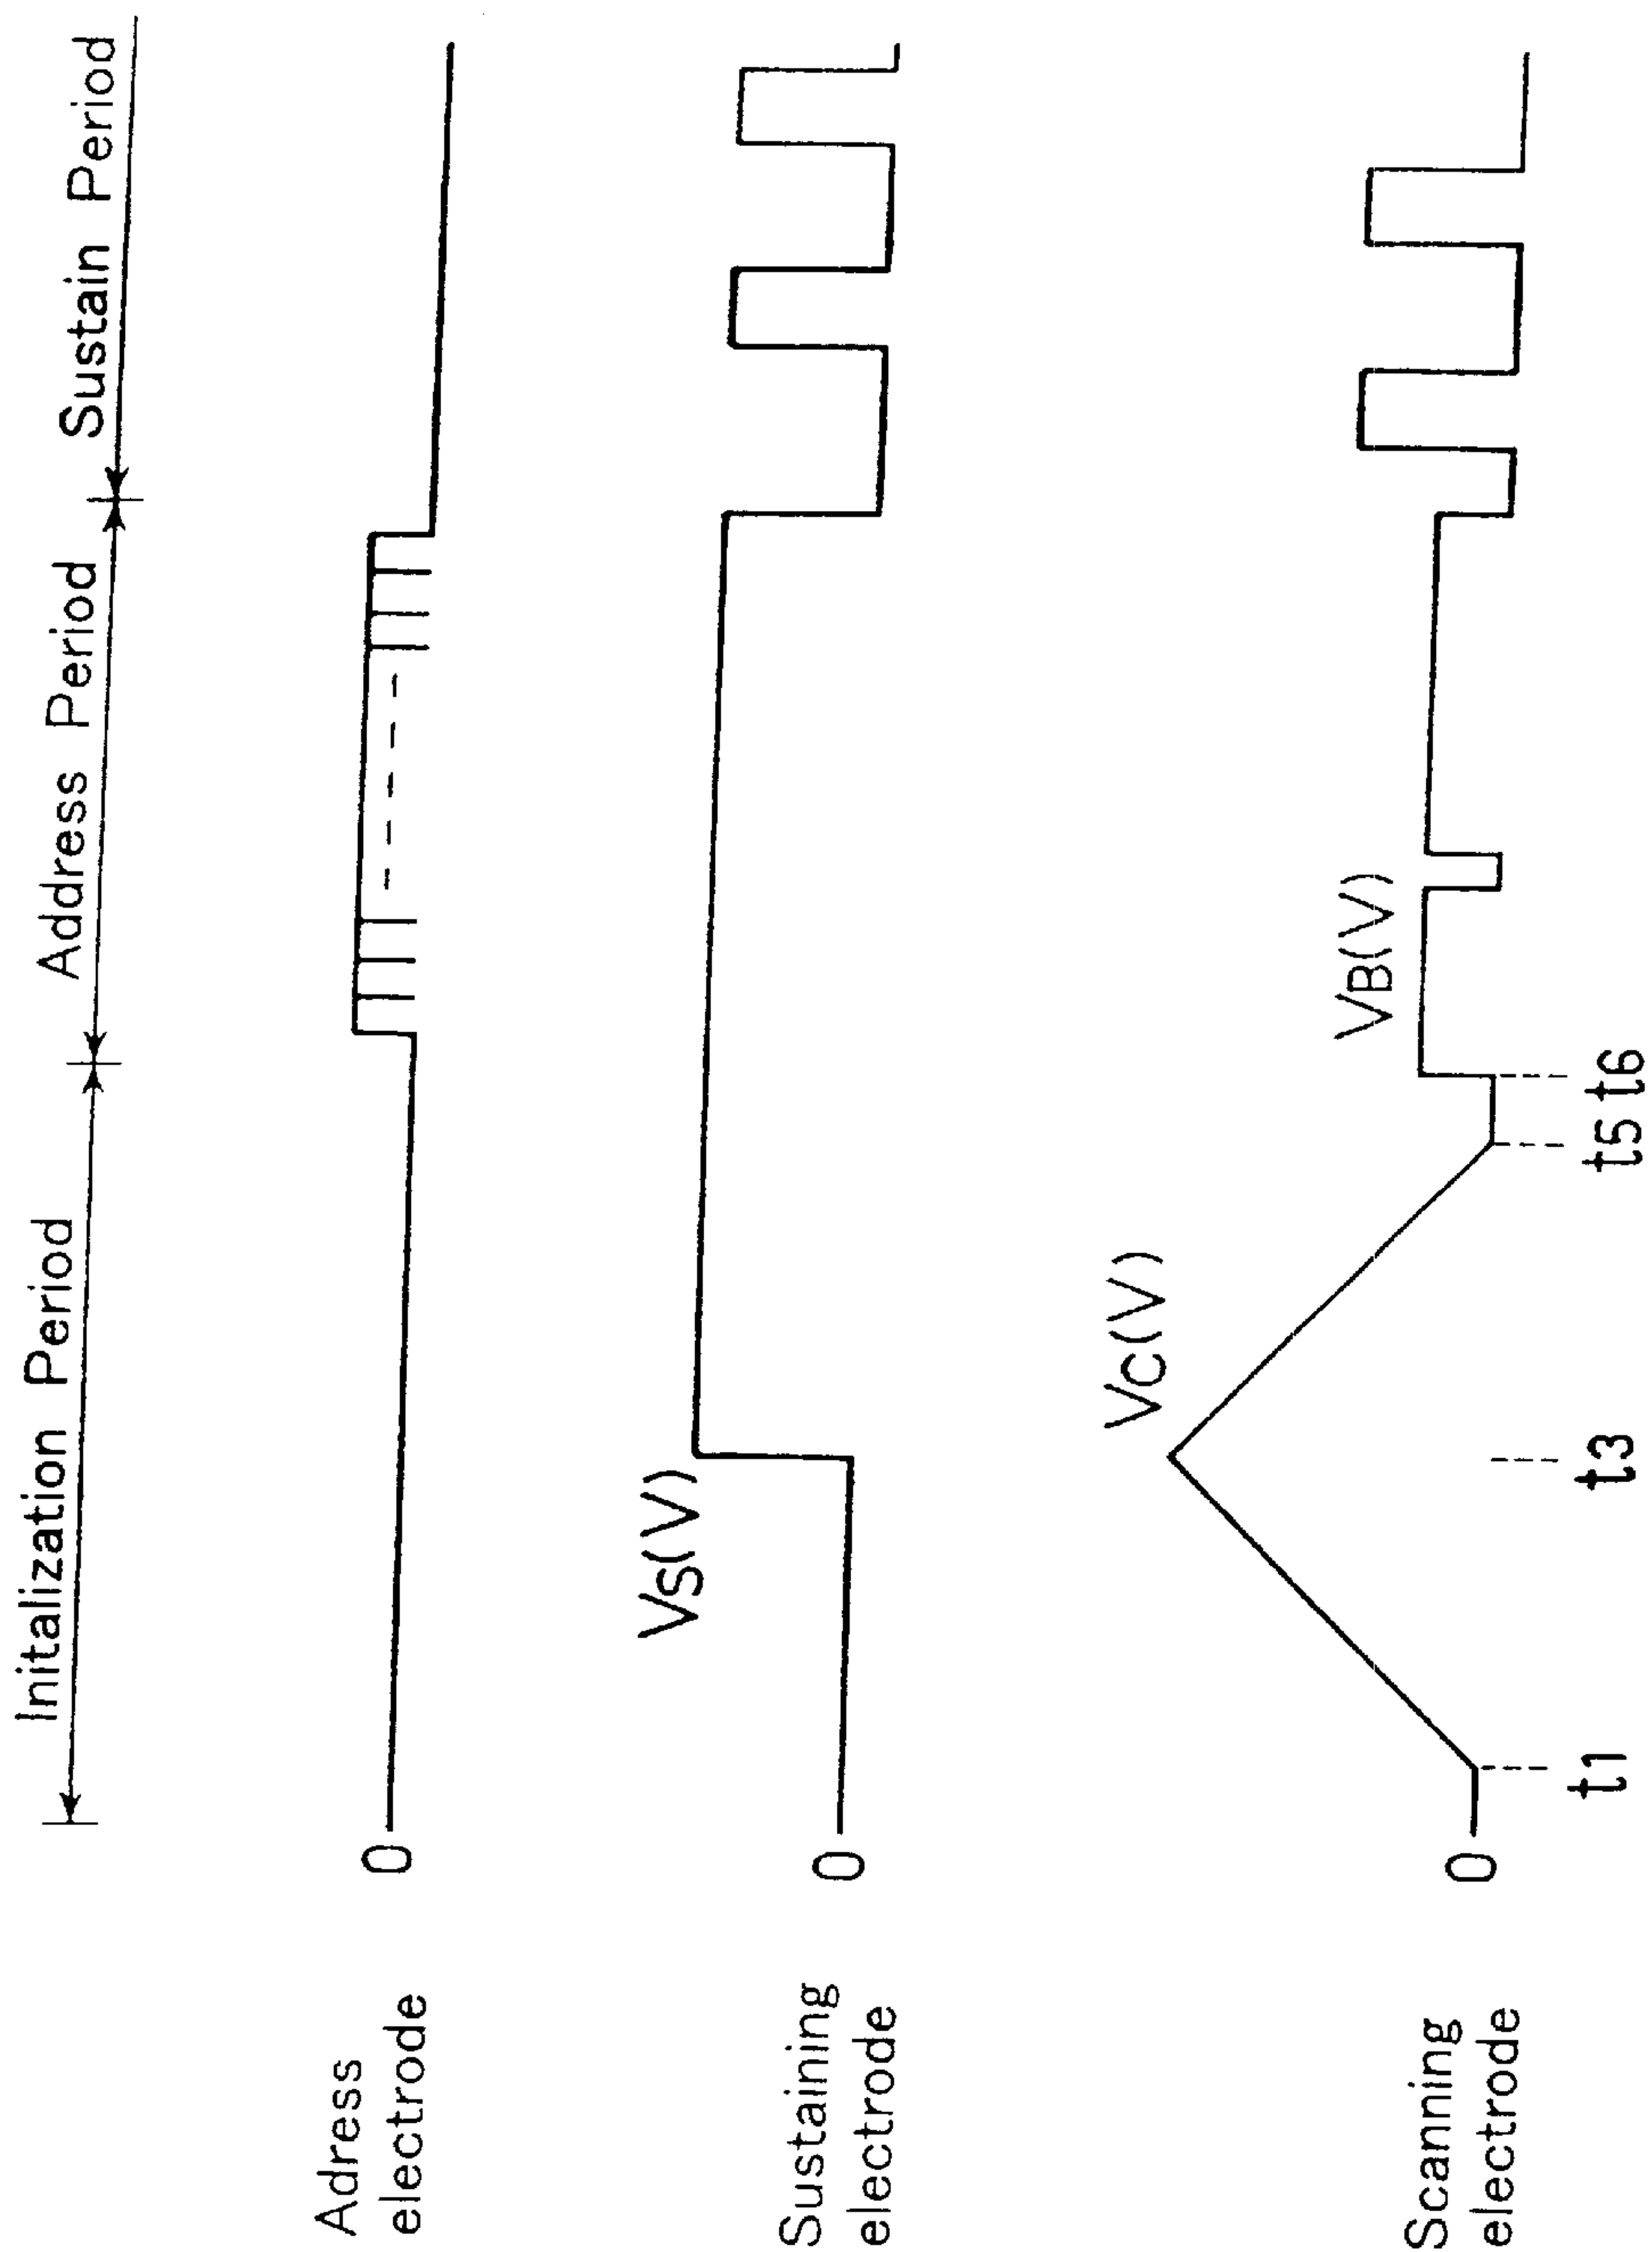 Initalization Period
Address Period
Sustain Period
Adress
electrode
0
Sustaining
electrode
0
VS(V)
Scanning
electrode
0
VC(V)
VB(V)
t1
t3
t5
t6